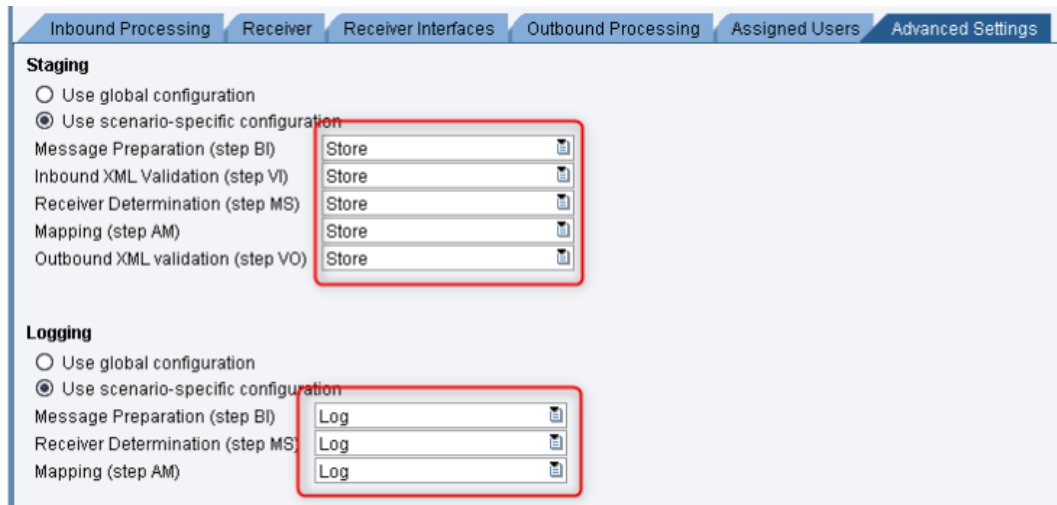 Inbound Processing Receiver Receiver Interfaces Outbound Processing Assigned Users Advanced Settings
Staging
Use global configuration
Use scenario-specific configuration
Message Preparation (step BI) Store
Inbound XML Validation (step VI) Store
Receiver Determination (step MS) Store
Mapping (step AM) Store
Outbound XML validation (step VO) Store
Logging
Use global configuration
Use scenario-specific configuration
Message Preparation (step BI) Log
Receiver Determination (step MS) Log
Mapping (step AM) Log